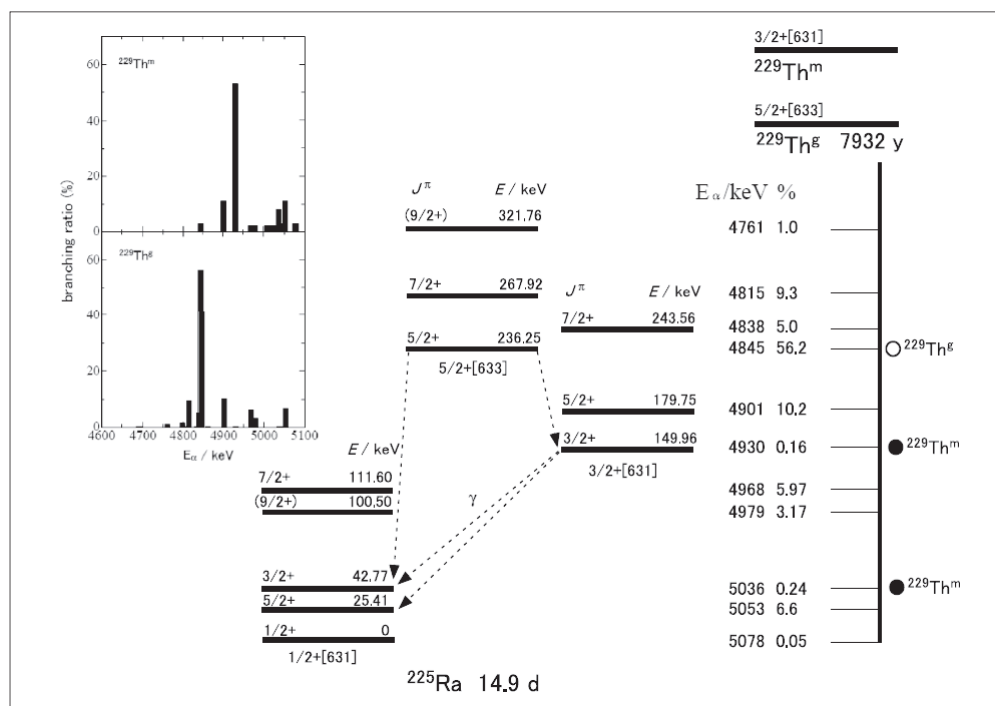 60
²²⁹Thᵐ
40
20
0
²²⁹Thᵍ
60
40
20
0
4600 4700 4800 4900 5000 5100
Eα / keV
branching ratio (%)
3/2+[631]
²²⁹Thᵐ
5/2+[633]
²²⁹Thᵍ 7932 y
Jπ E / keV
(9/2+) 321.76
7/2+ 267.92
5/2+ 236.25
5/2+[633]
Jπ E / keV
7/2+ 243.56
5/2+ 179.75
3/2+ 149.96
3/2+[631]
E / keV
7/2+ 111.60
(9/2+) 100.50
γ
3/2+ 42.77
5/2+ 25.41
1/2+ 0
1/2+[631]
²²⁵Ra 14.9 d
Eα/keV %
4761 1.0
4815 9.3
4838 5.0
4845 56.2 ²²⁹Thᵍ
4901 10.2
4930 0.16 ²²⁹Thᵐ
4968 5.97
4979 3.17
5036 0.24 ²²⁹Thᵐ
5053 6.6
5078 0.05